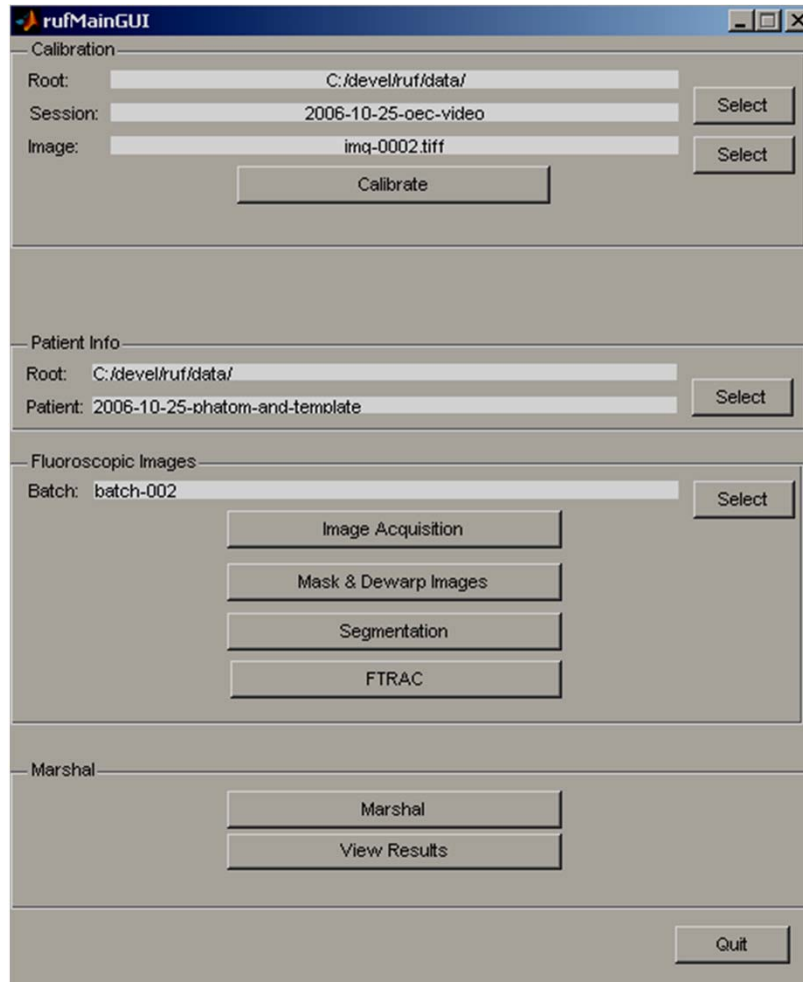 rufMainGUI
Calibration
Root: C:/devel/ruf/data/
Session: 2006-10-25-oec-video Select
Image: img-0002.tiff Select
Calibrate
Patient Info
Root: C:/devel/ruf/data/
Patient: 2006-10-25-phatom-and-template Select
Fluoroscopic Images
Batch: batch-002 Select
Image Acquisition
Mask & Dewarp Images
Segmentation
FTRAC
Marshal
Marshal
View Results
Quit